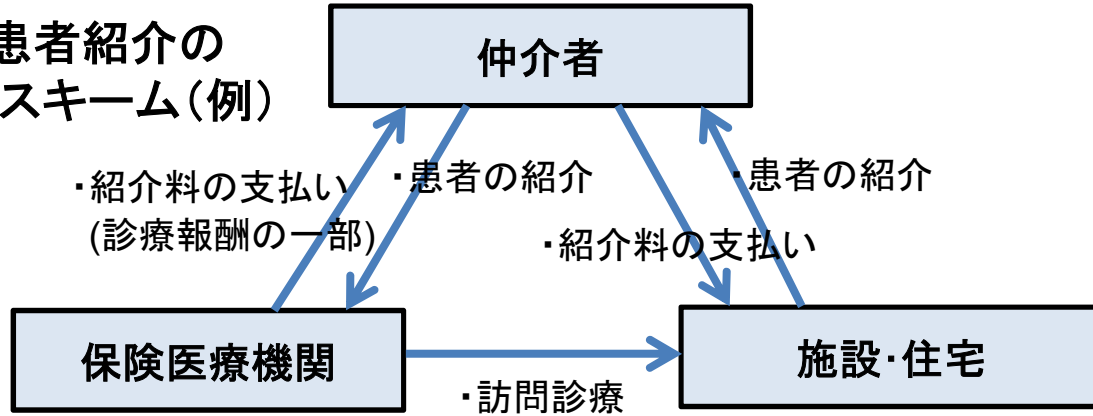 患者紹介の
スキーム(例)
仲介者
・紹介料の支払い
(診療報酬の一部)
・患者の紹介
・紹介料の支払い
・患者の紹介
保険医療機関
施設・住宅
・訪問診療